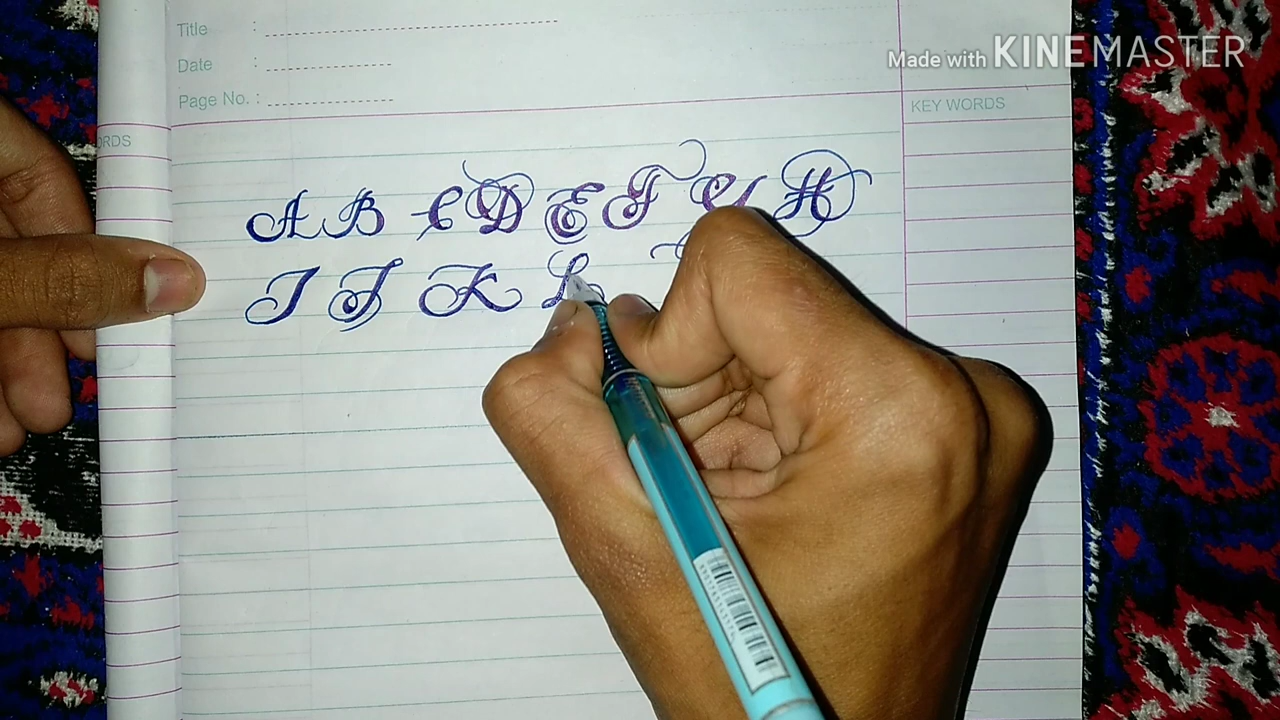 Title :
Date :
Page No. :
Made with KINEMASTER
ORDS
KEY WORDS
A B C D E F G H
I J K L